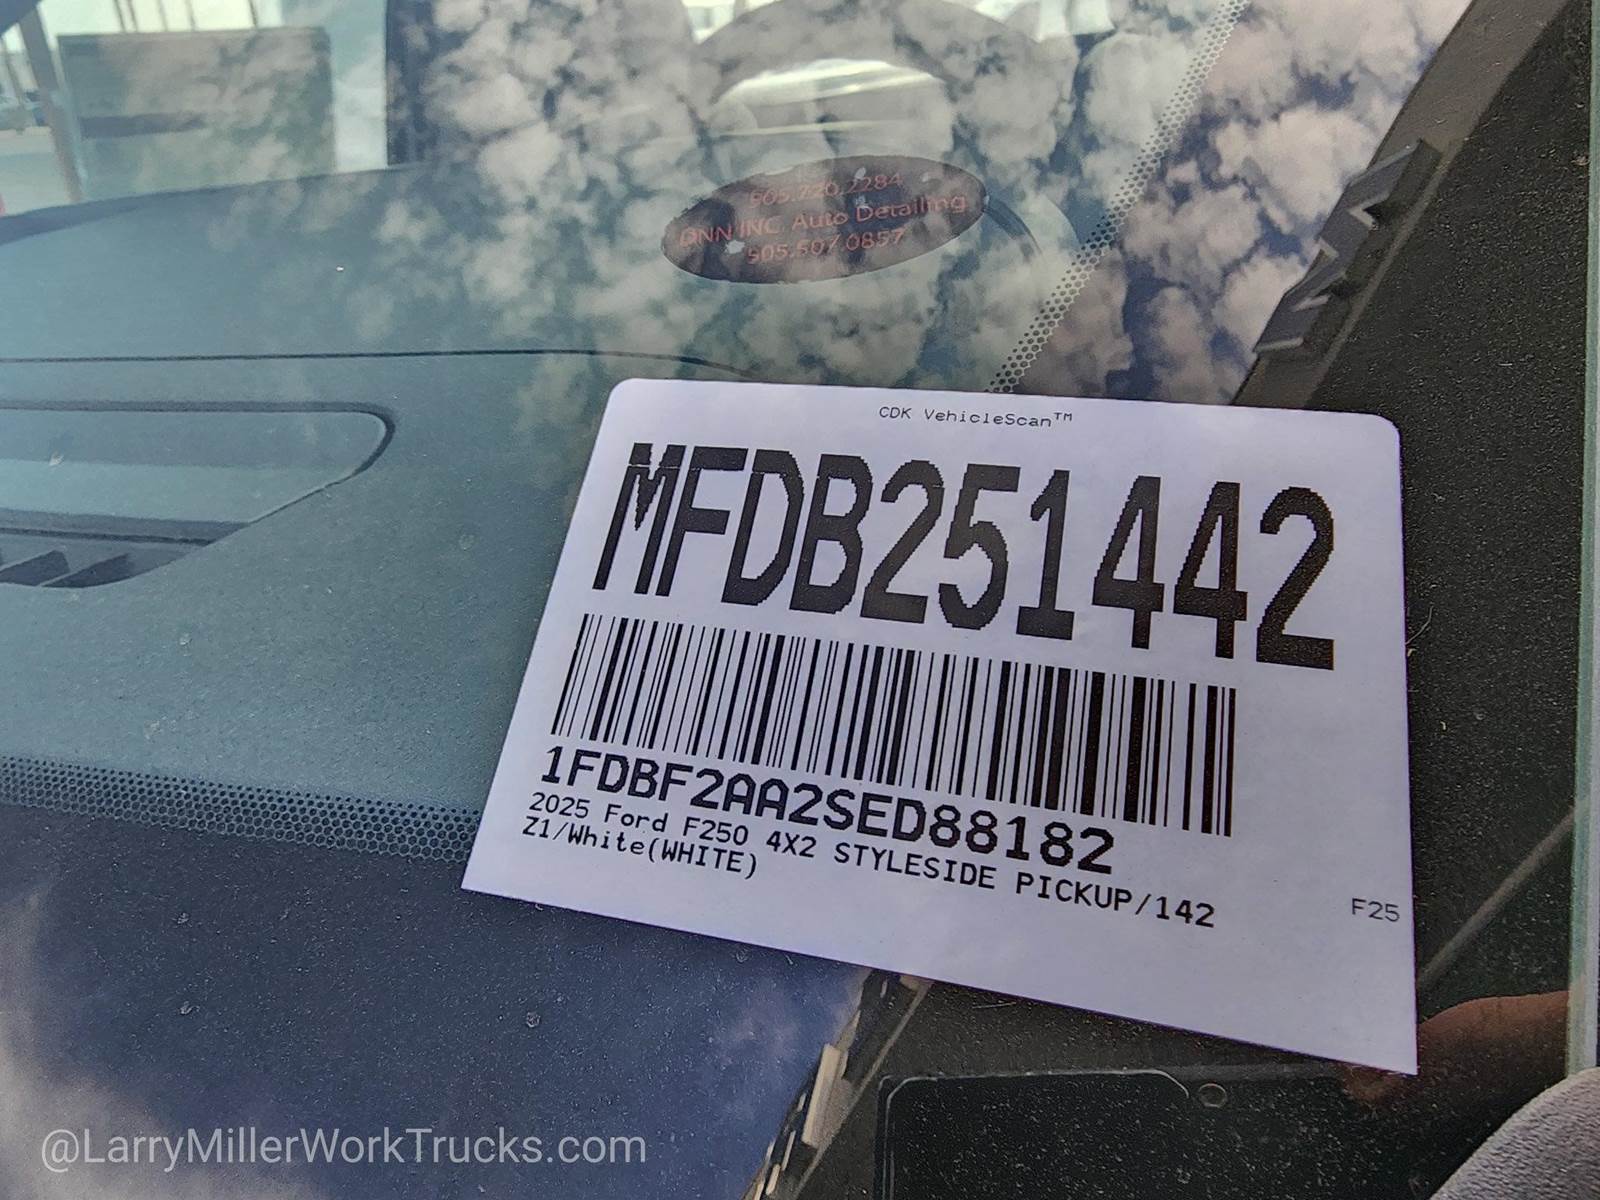 505.220.2284
DNN INC. Auto Detailing
505.507.0857
CDK VehicleScan™
MFDB251442
1FDBF2AA2SED88182
2025 Ford F250 4X2 STYLESIDE PICKUP/142
Z1/White(WHITE)
F25
@LarryMillerWorkTrucks.com